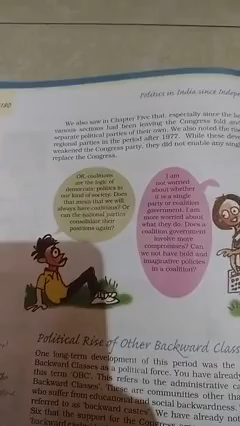 Politics in India since Indep
We also saw in Chapter Five that, especially since the la
various sections had been leaving the Congress fold and
separate political parties of their own. We also noted the rise
regional parties in the period after 1977. While these deve
weakened the Congress party, they did not enable any singl
replace the Congress.
OK, coalitions
are the logic of
democratic politics in
our kind of society. Does
that mean that we will
always have coalitions? Or
can the national parties
consolidate their
positions again?
I am
not worried
about whether
it is a single
party or coalition
government. I am
more worried about
what they do. Does a
coalition government
involve more
compromises? Can
we not have bold and
imaginative policies
in a coalition?
Political Rise of Other Backward Class
One long-term development of this period was the
Backward Classes as a political force. You have already
this term 'OBC'. This refers to the administrative ca
Backward Classes'. These are communities other tha
who suffer from educational and social backwardness.
referred to as 'backward castes'. We have already not
Six that the support for the Congress